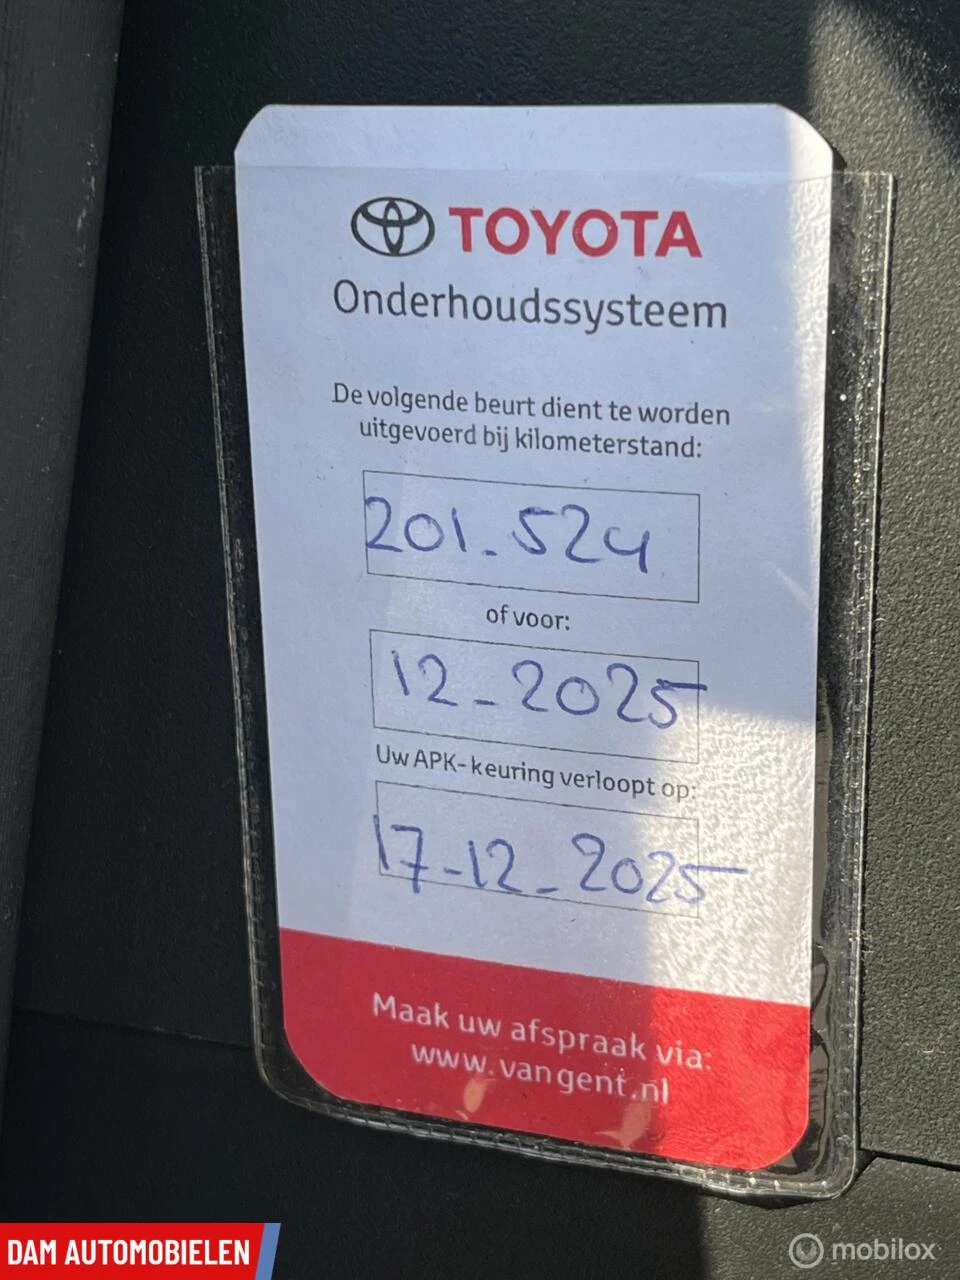 TOYOTA
Onderhoudssysteem
De volgende beurt dient te worden
uitgevoerd bij kilometerstand:
201.524
of voor:
12-2025
Uw APK-keuring verloopt op:
17-12-2025
Maak uw afspraak via:
www.vangent.nl
DAM AUTOMOBIELEN
mobilox